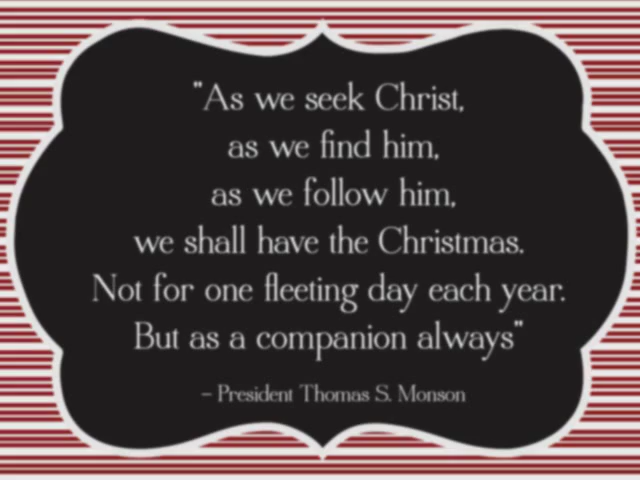 "As we seek Christ,
as we find him,
as we follow him,
we shall have the Christmas.
Not for one fleeting day each year.
But as a companion always"
– President Thomas S. Monson